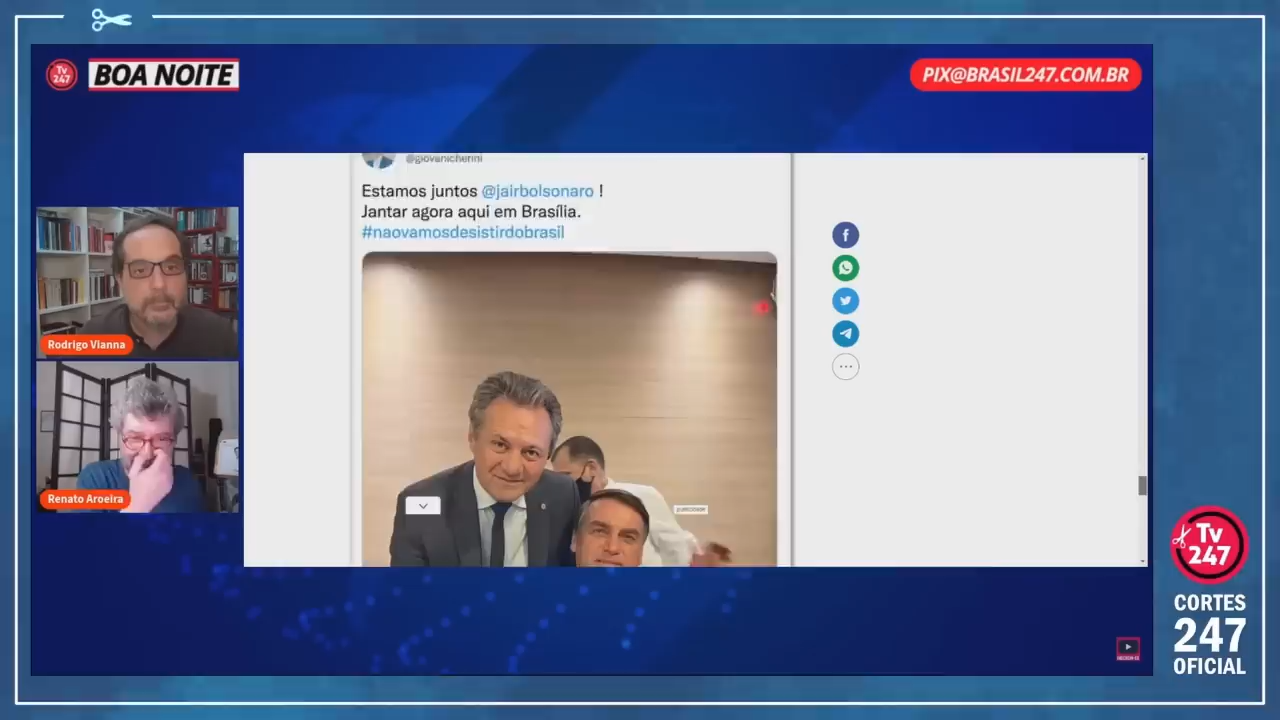 Tv
247
BOA NOITE
PIX@BRASIL247.COM.BR
@giovanicherini
Estamos juntos @jairbolsonaro !
Jantar agora aqui em Brasília.
#naovamosdesistirdobrasil
Rodrigo Vianna
Renato Aroeira
publicidade
Tv
247
CORTES
247
OFICIAL